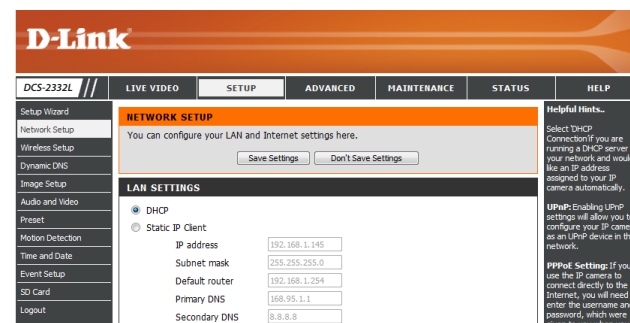 D-Link
DCS-2332L // LIVE VIDEO SETUP ADVANCED MAINTENANCE STATUS HELP
Setup Wizard
Network Setup
Wireless Setup
Dynamic DNS
Image Setup
Audio and Video
Preset
Motion Detection
Time and Date
Event Setup
SD Card
Logout
NETWORK SETUP
You can configure your LAN and Internet settings here.
Save Settings Don't Save Settings
LAN SETTINGS
DHCP
Static IP Client
IP address 192.168.1.145
Subnet mask 255.255.255.0
Default router 192.168.1.254
Primary DNS 168.95.1.1
Secondary DNS 8.8.8.8
Helpful Hints..
Select 'DHCP
Connection'if you are
running a DHCP server
your network and would
like an IP address
assigned to your IP
camera automatically.
UPnP: Enabling UPnP
settings will allow you to
configure your IP came
as an UPnP device in th
network.
PPPoE Setting: If you
use the IP camera to
connect directly to the
Internet, you will need
enter the username and
password, which were